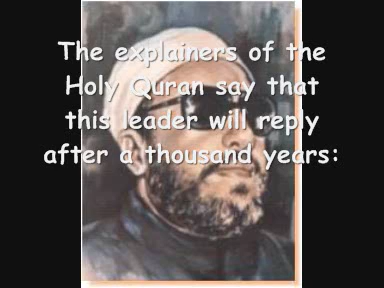 The explainers of the
Holy Quran say that
this leader will reply
after a thousand years: